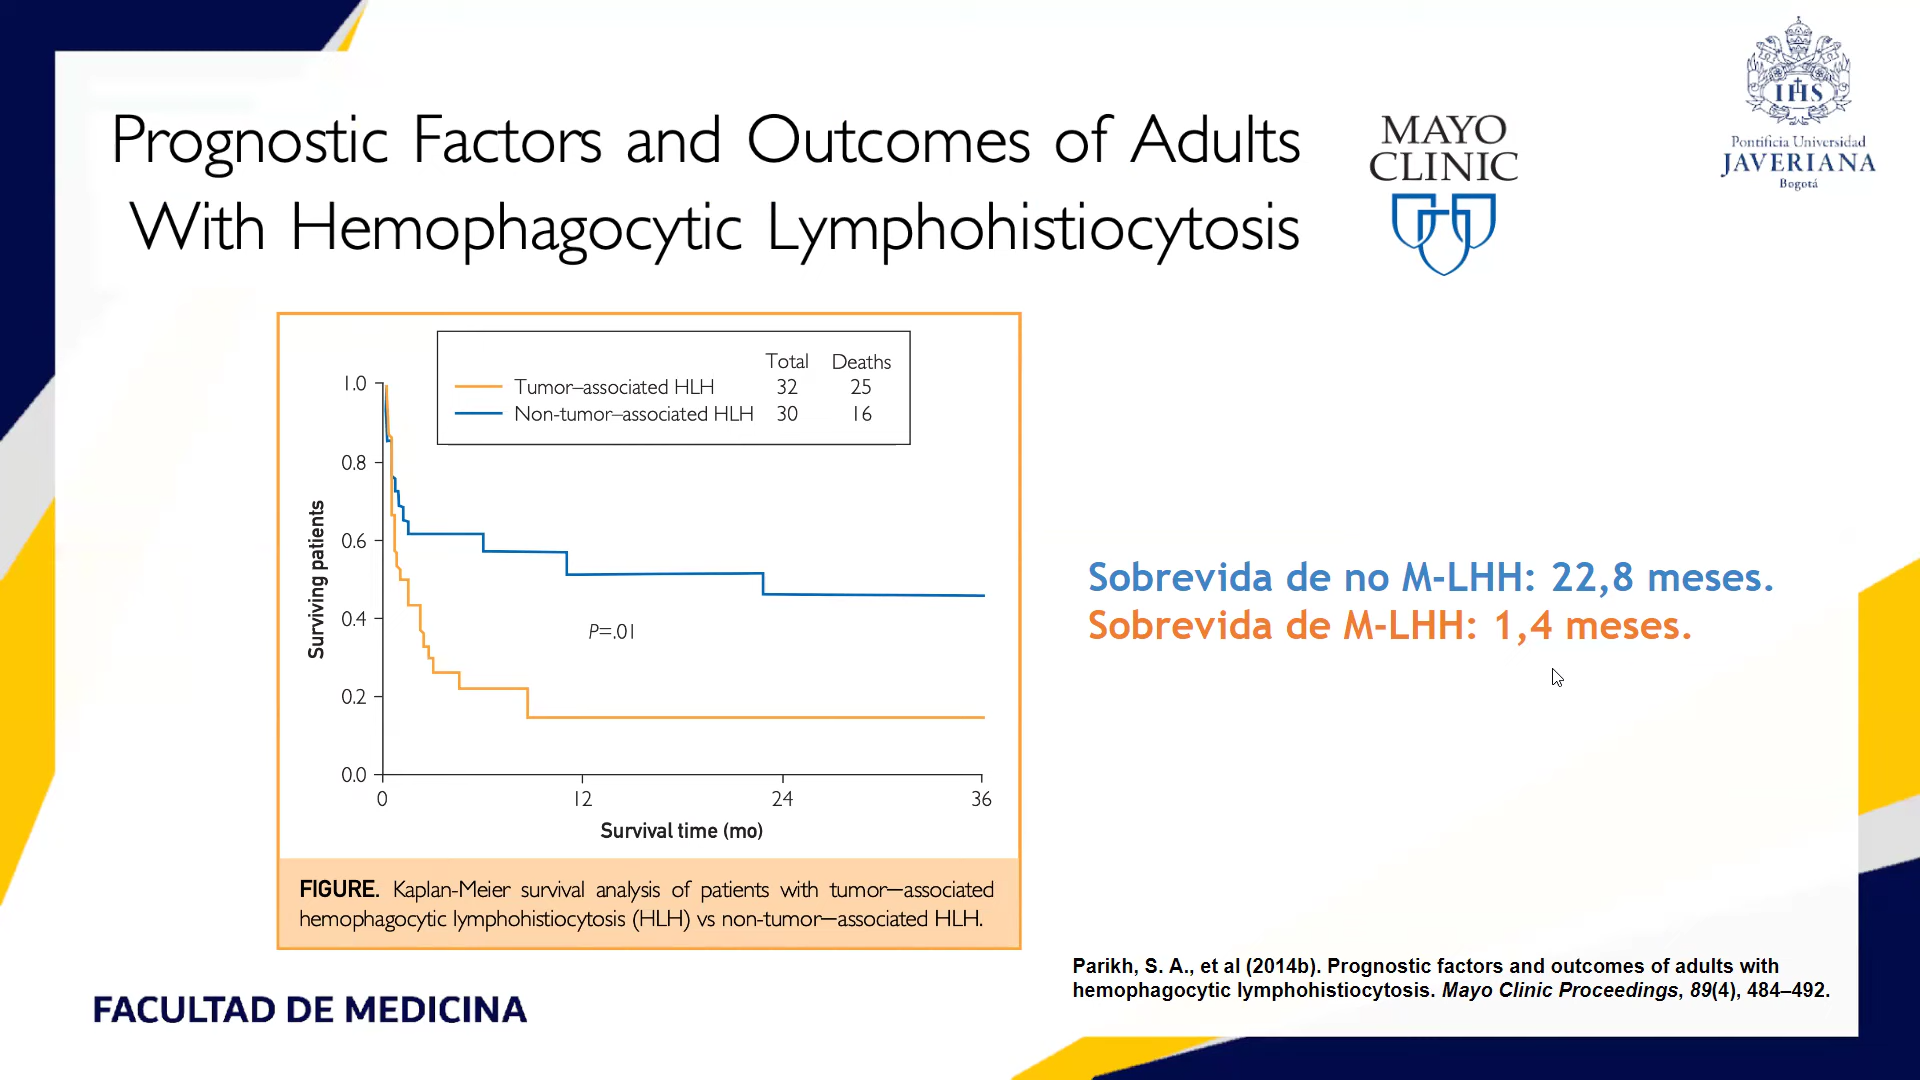 Prognostic Factors and Outcomes of Adults
With Hemophagocytic Lymphohistiocytosis
MAYO
CLINIC
IHS
Pontificia Universidad
JAVERIANA
Bogotá
Total Deaths
Tumor–associated HLH 32 25
Non-tumor–associated HLH 30 16
1.0
0.8
0.6
0.4
0.2
0.0
Surviving patients
P=.01
0 12 24 36
Survival time (mo)
FIGURE. Kaplan-Meier survival analysis of patients with tumor–associated
hemophagocytic lymphohistiocytosis (HLH) vs non-tumor–associated HLH.
Sobrevida de no M-LHH: 22,8 meses.
Sobrevida de M-LHH: 1,4 meses.
Parikh, S. A., et al (2014b). Prognostic factors and outcomes of adults with
hemophagocytic lymphohistiocytosis. Mayo Clinic Proceedings, 89(4), 484–492.
FACULTAD DE MEDICINA